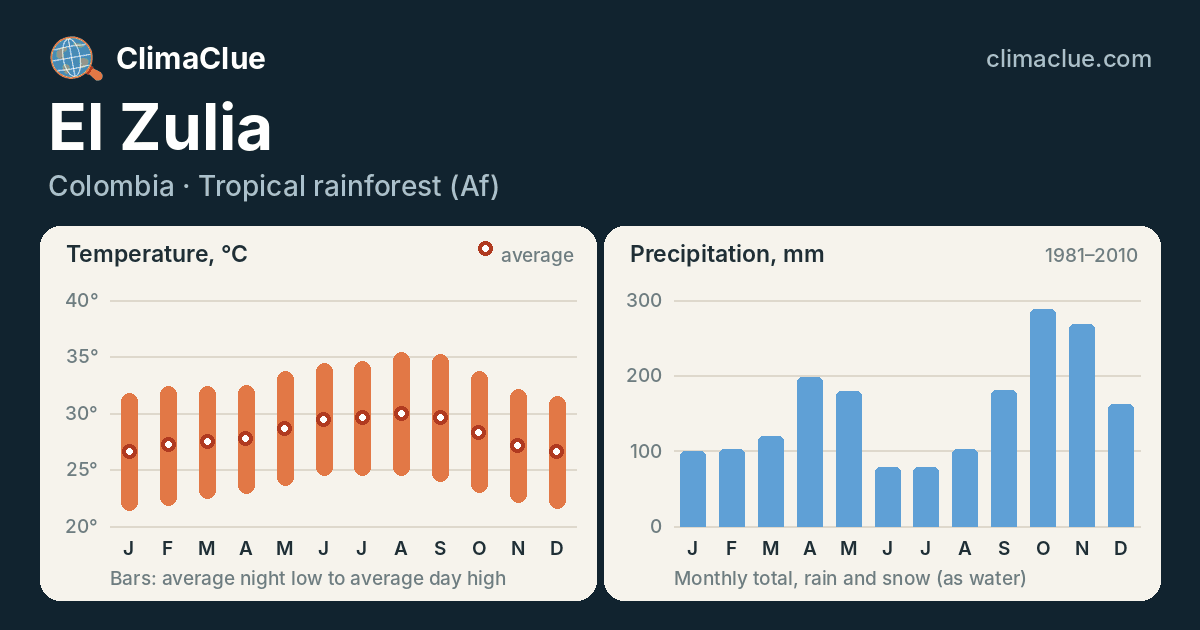 ClimaClue
climaclue.com
El Zulia
Colombia · Tropical rainforest (Af)
Temperature, °C
average
40°
35°
30°
25°
20°
J F M A M J J A S O N D
Bars: average night low to average day high
Precipitation, mm
1981–2010
300
200
100
0
J F M A M J J A S O N D
Monthly total, rain and snow (as water)